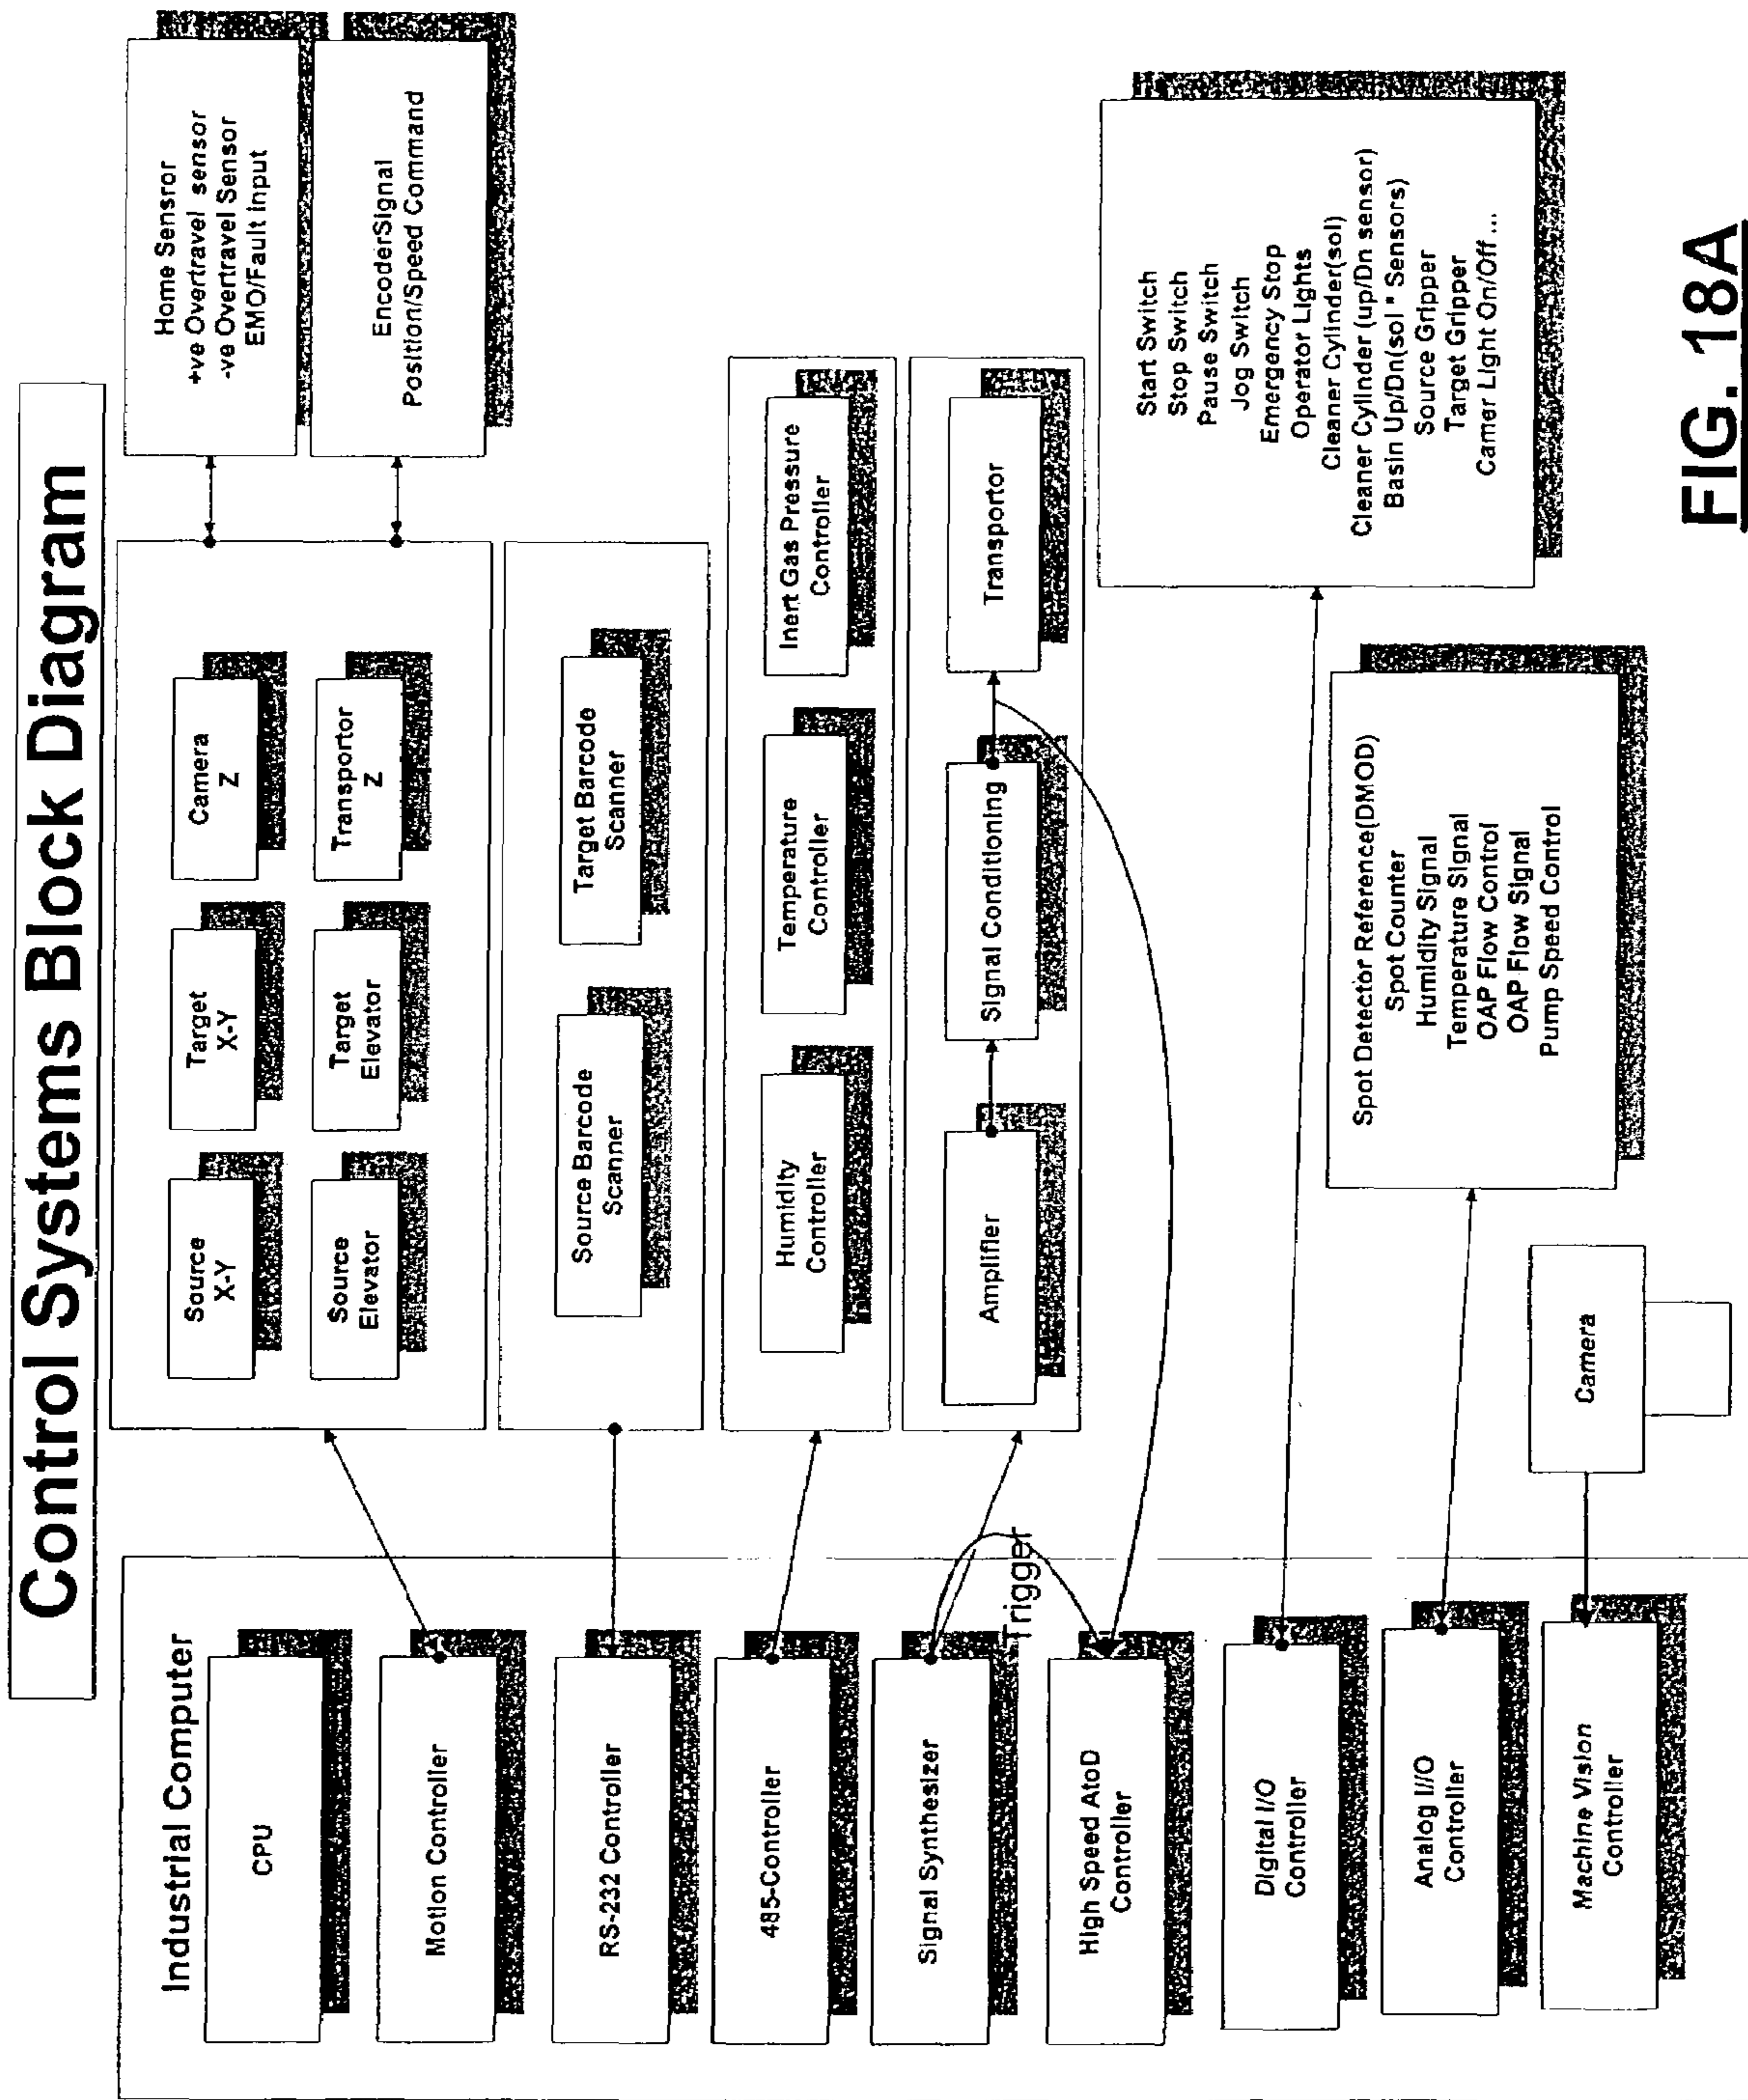 Control Systems Block Diagram
Industrial Computer
CPU
Motion Controller
RS-232 Controller
485-Controller
Signal Synthesizer
Trigger
High Speed AtoD
Controller
Digital I/O
Controller
Analog I/O
Controller
Machine Vision
Controller
Source
X-Y
Target
X-Y
Camera
Z
Source
Elevator
Target
Elevator
Transportor
Z
Home Sensror
+ve Overtravel sensor
-ve Overtravel Sensor
EMO/Fault Input
EncoderSignal
Position/Speed Command
Source Barcode
Scanner
Target Barcode
Scanner
Humidity
Controller
Temperature
Controller
Inert Gas Pressure
Controller
Amplifier
Signal Conditioning
Transportor
Start Switch
Stop Switch
Pause Switch
Jog Switch
Emergency Stop
Operator Lights
Cleaner Cylinder(sol)
Cleaner Cylinder (up/Dn sensor)
Basin Up/Dn(sol " Sensors)
Source Gripper
Target Gripper
Camer Light On/Off ...
Spot Detector Reference(DMOD)
Spot Counter
Humidity Signal
Temperature Signal
OAP Flow Control
OAP Flow Signal
Pump Speed Control
Camera
FIG. 18A